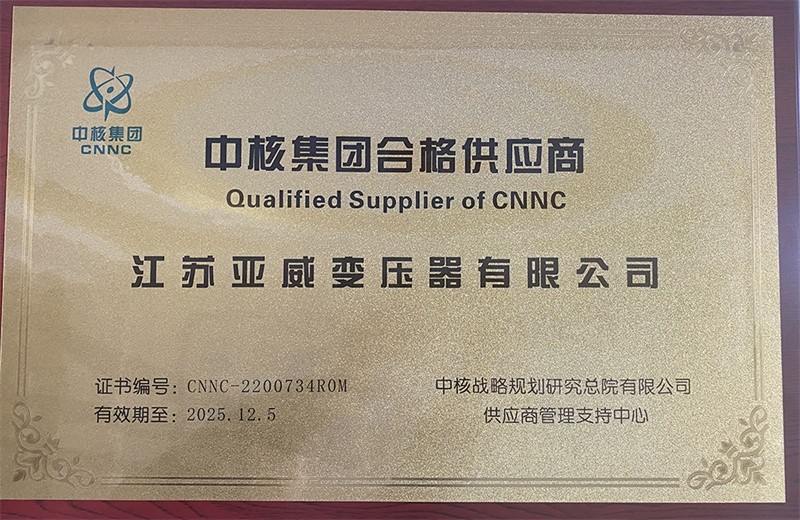 中核集团
CNNC
中核集团合格供应商
Qualified Supplier of CNNC
江苏亚威变压器有限公司
证书编号：CNNC-2200734R0M
中核战略规划研究总院有限公司
有效期至：2025.12.5
供应商管理支持中心